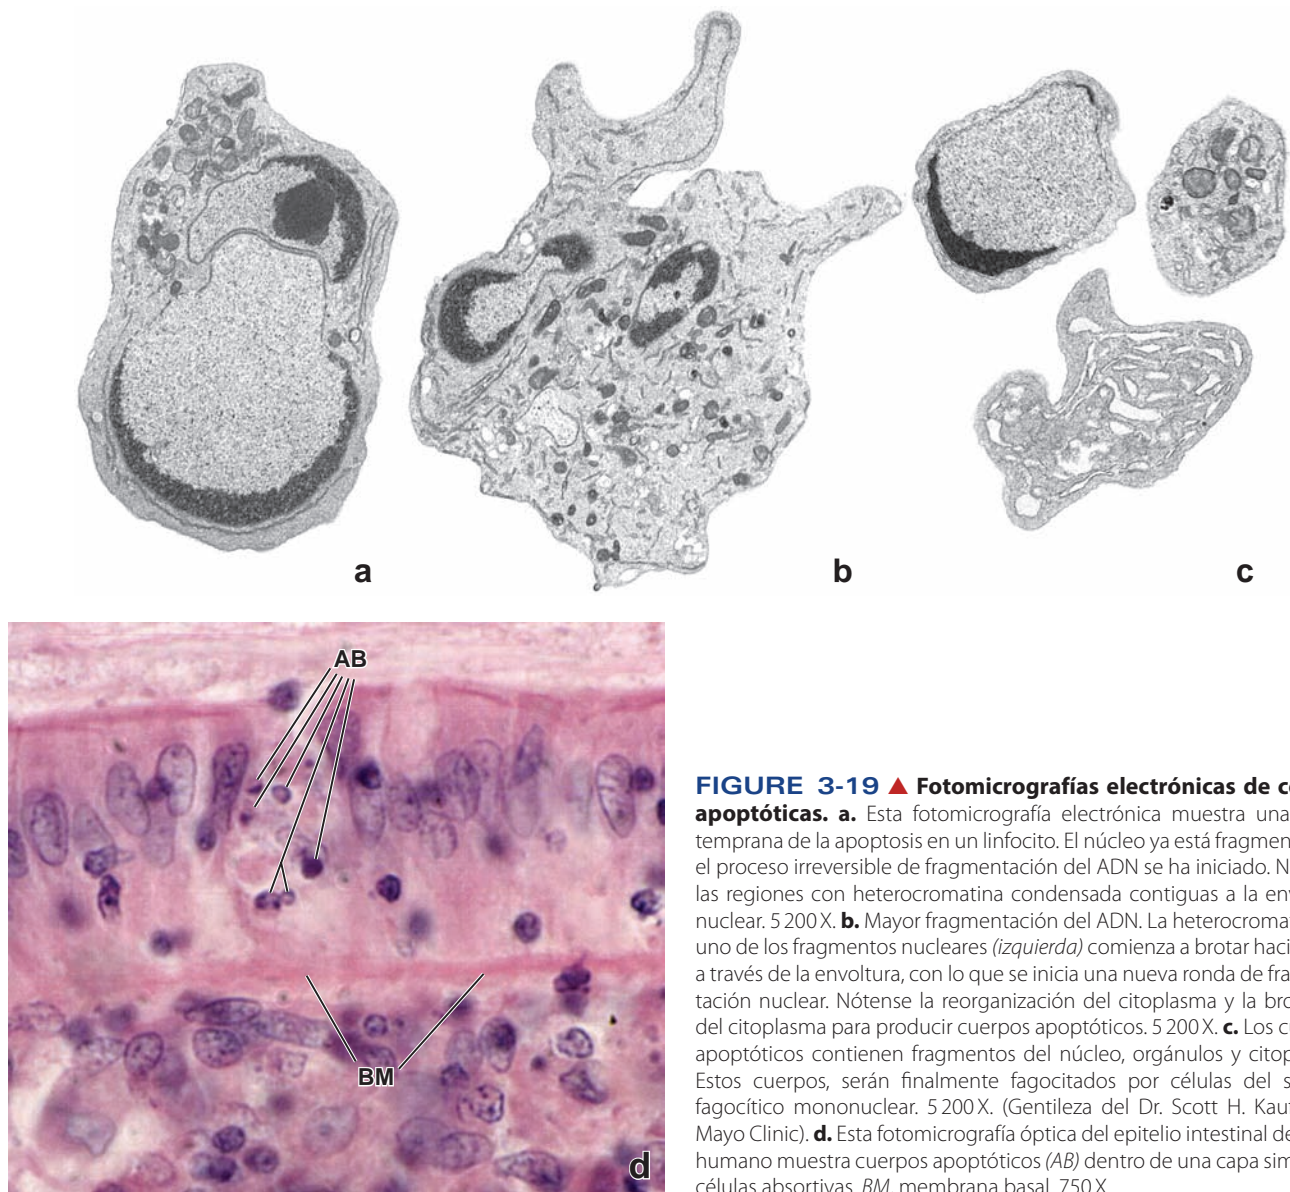 a
b
c
AB
BM
d
FIGURE 3-19 ▲ Fotomicrografías electrónicas de
apoptóticas. a. Esta fotomicrografía electrónica muestra una
temprana de la apoptosis en un linfocito. El núcleo ya está
el proceso irreversible de fragmentación del ADN se ha iniciado.
las regiones con heterocromatina condensada contiguas a la
nuclear. 5 200 X. b. Mayor fragmentación del ADN. La
uno de los fragmentos nucleares (izquierda) comienza a brotar
a través de la envoltura, con lo que se inicia una nueva ronda de
tación nuclear. Nótense la reorganización del citoplasma y la
del citoplasma para producir cuerpos apoptóticos. 5 200 X. c. Los
apoptóticos contienen fragmentos del núcleo, orgánulos y
Estos cuerpos, serán finalmente fagocitados por células del
fagocítico mononuclear. 5 200 X. (Gentileza del Dr. Scott H.
Mayo Clinic). d. Esta fotomicrografía óptica del epitelio intestinal
humano muestra cuerpos apoptóticos (AB) dentro de una capa
células absortivas. BM, membrana basal. 750 X.